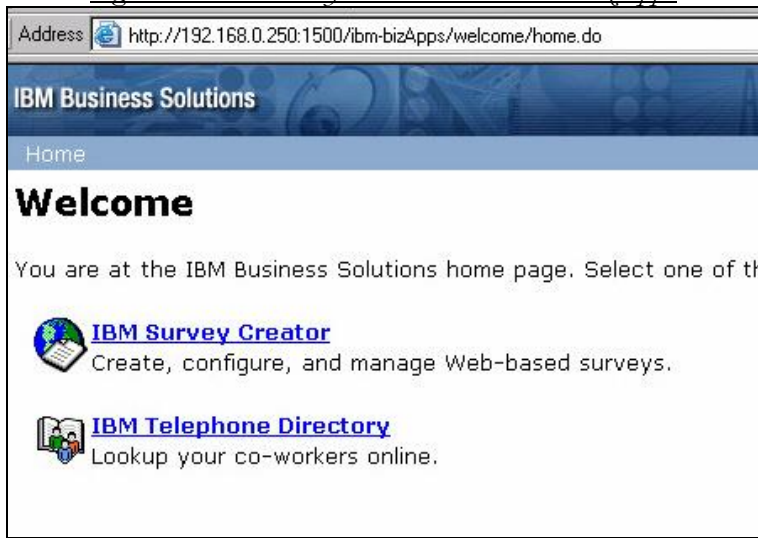 Address http://192.168.0.250:1500/ibm-bizApps/welcome/home.do
IBM Business Solutions
Home
Welcome
You are at the IBM Business Solutions home page. Select one of
IBM Survey Creator
Create, configure, and manage Web-based surveys.
IBM Telephone Directory
Lookup your co-workers online.